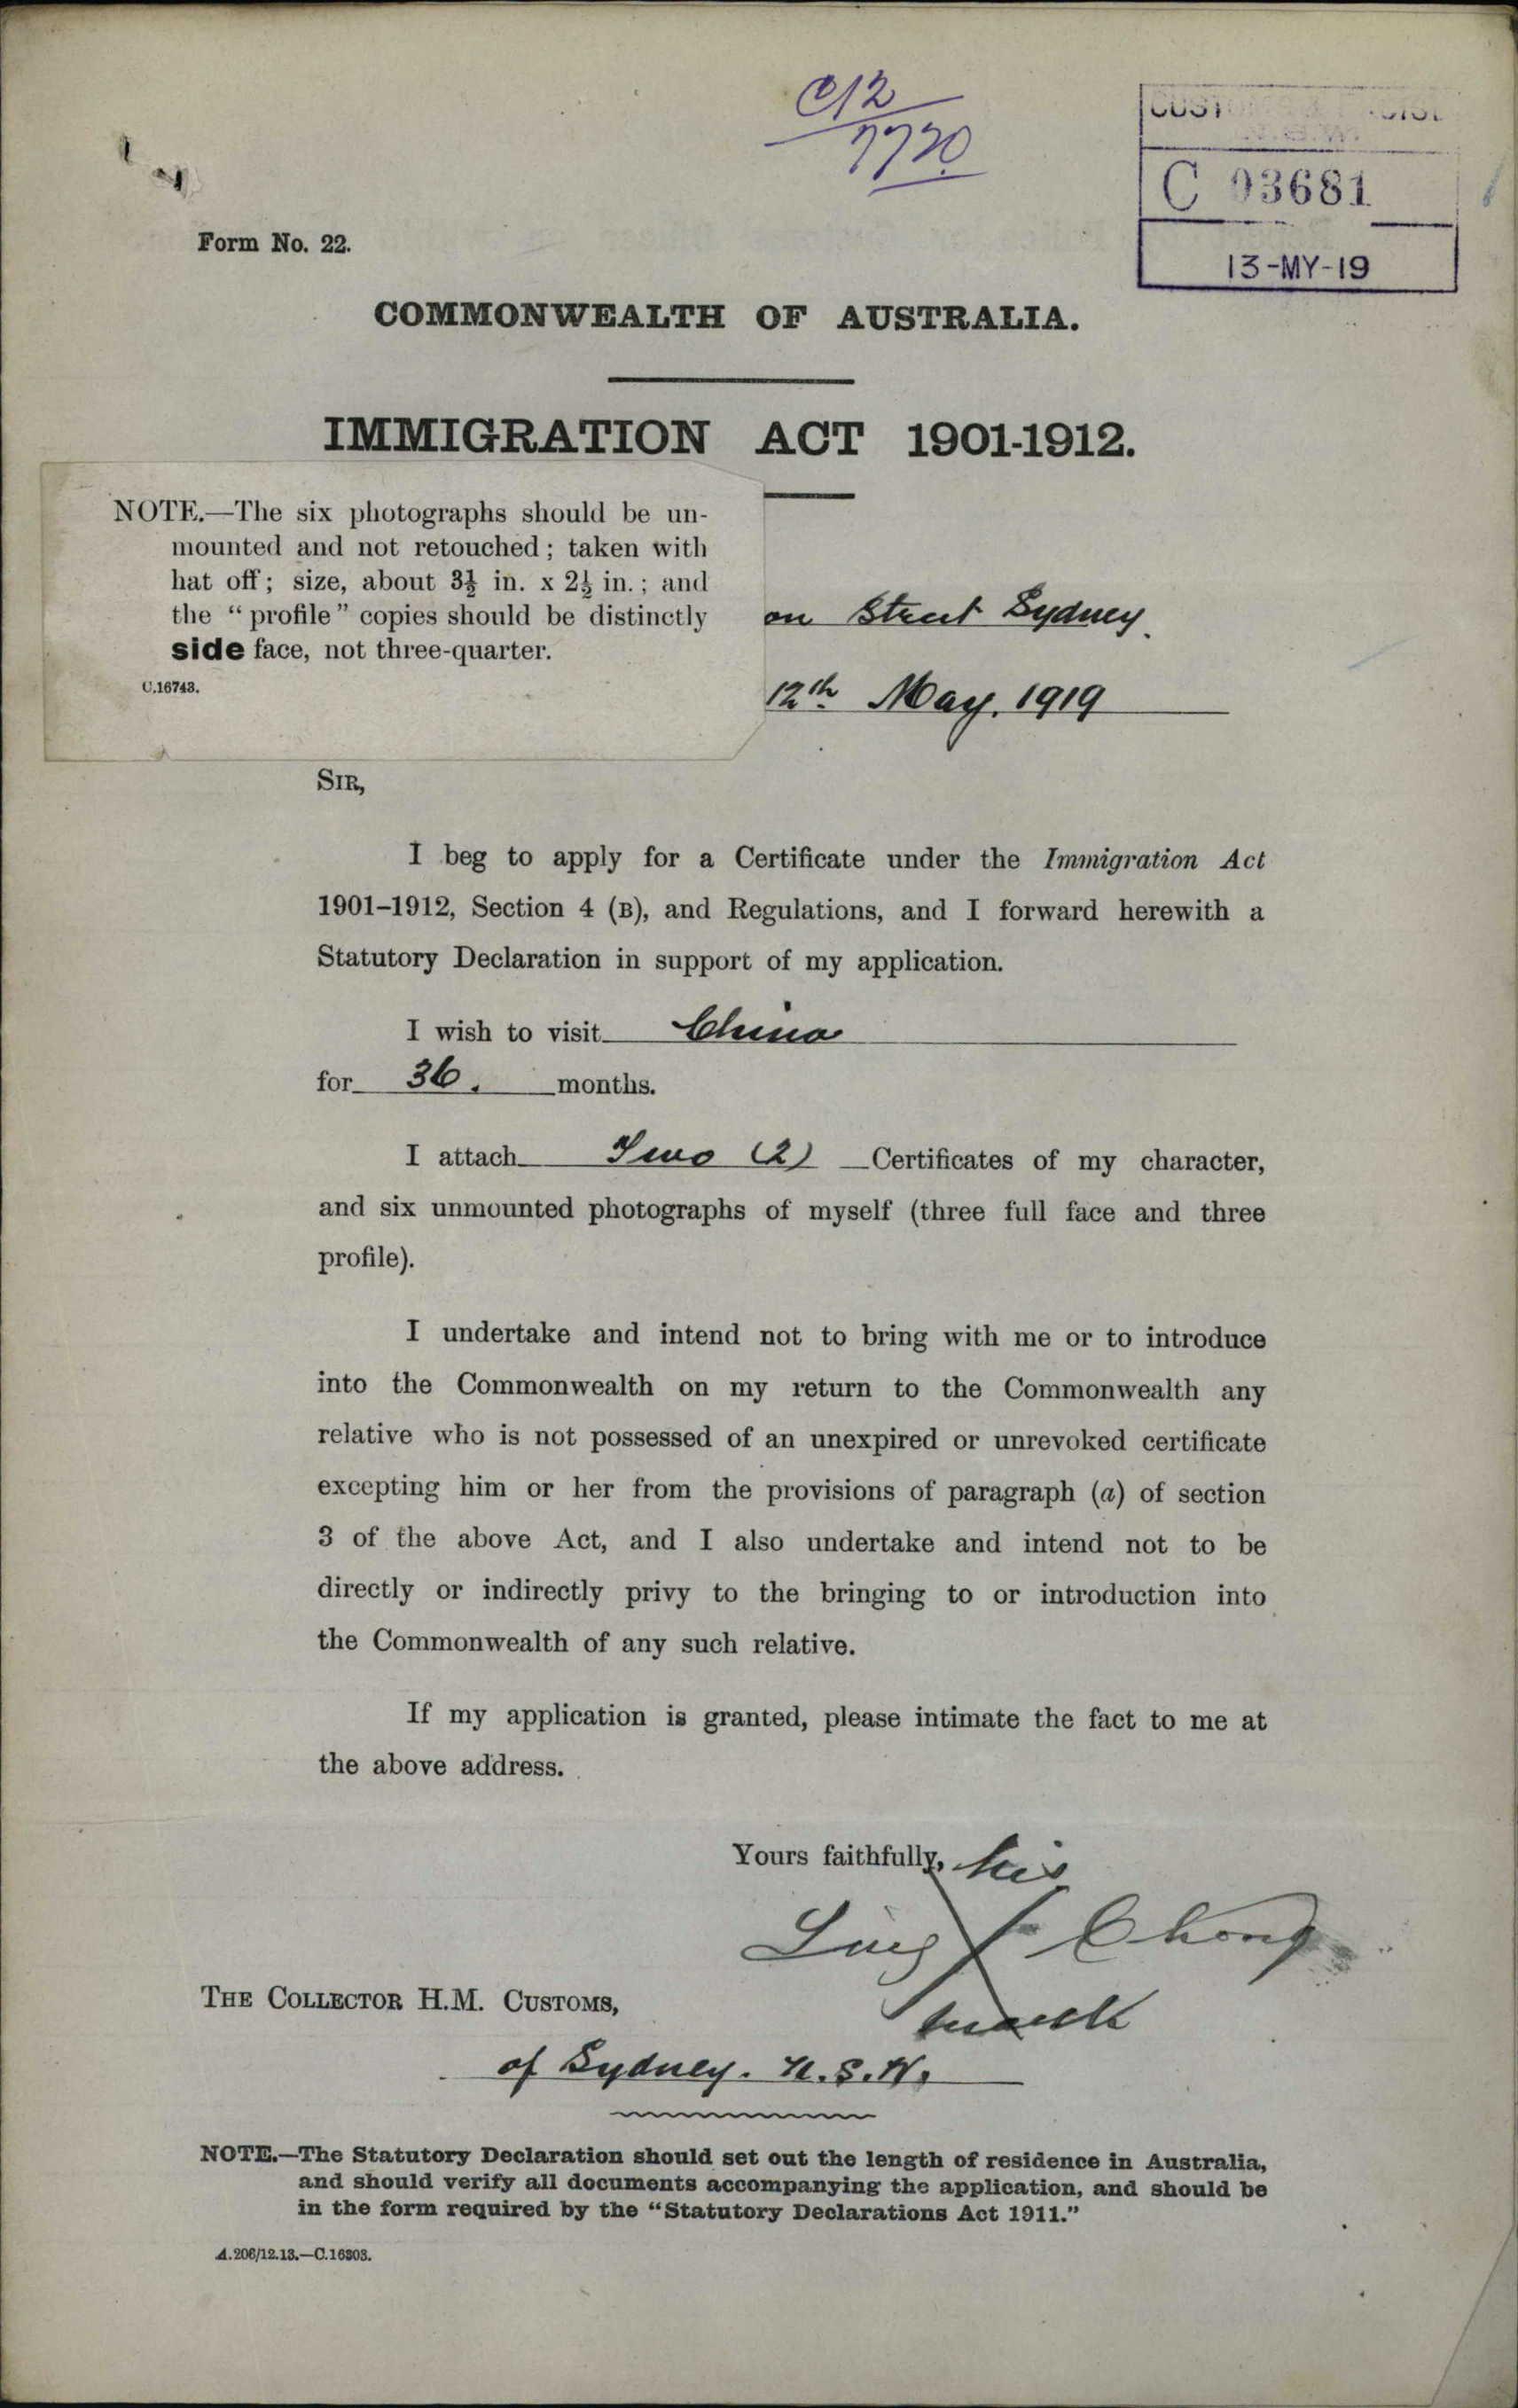 C12
7720
C 03681
13-MY-19
Form No. 22.
COMMONWEALTH OF AUSTRALIA.
IMMIGRATION ACT 1901-1912.
NOTE.—The six photographs should be un-
mounted and not retouched; taken with
hat off; size, about 3½ in. x 2½ in.; and
the “profile” copies should be distinctly
side face, not three-quarter.
C.16743.
on Street Sydney
12th May. 1919
SIR,
I beg to apply for a Certificate under the Immigration Act
1901–1912, Section 4 (B), and Regulations, and I forward herewith a
Statutory Declaration in support of my application.
I wish to visit China
for 36. months.
I attach Two (2) Certificates of my character,
and six unmounted photographs of myself (three full face and three
profile).
I undertake and intend not to bring with me or to introduce
into the Commonwealth on my return to the Commonwealth any
relative who is not possessed of an unexpired or unrevoked certificate
excepting him or her from the provisions of paragraph (a) of section
3 of the above Act, and I also undertake and intend not to be
directly or indirectly privy to the bringing to or introduction into
the Commonwealth of any such relative.
If my application is granted, please intimate the fact to me at
the above address.
Yours faithfully, his
Ling X Chong
mark
THE COLLECTOR H.M. CUSTOMS,
of Sydney. N.S.W.
NOTE.—The Statutory Declaration should set out the length of residence in Australia,
and should verify all documents accompanying the application, and should be
in the form required by the “Statutory Declarations Act 1911.”
A.206/12.13.—C.16303.